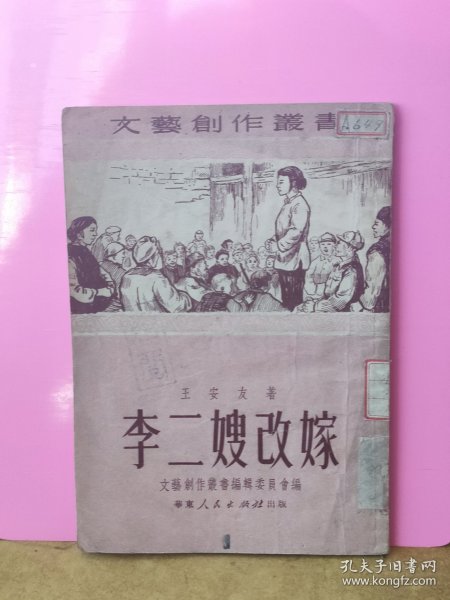 文藝創作叢書
A649
王安友著
李二嫂改嫁
文藝創作叢書編輯委員會編
華東人民出版社出版
孔夫子旧书网
www.kongfz.com